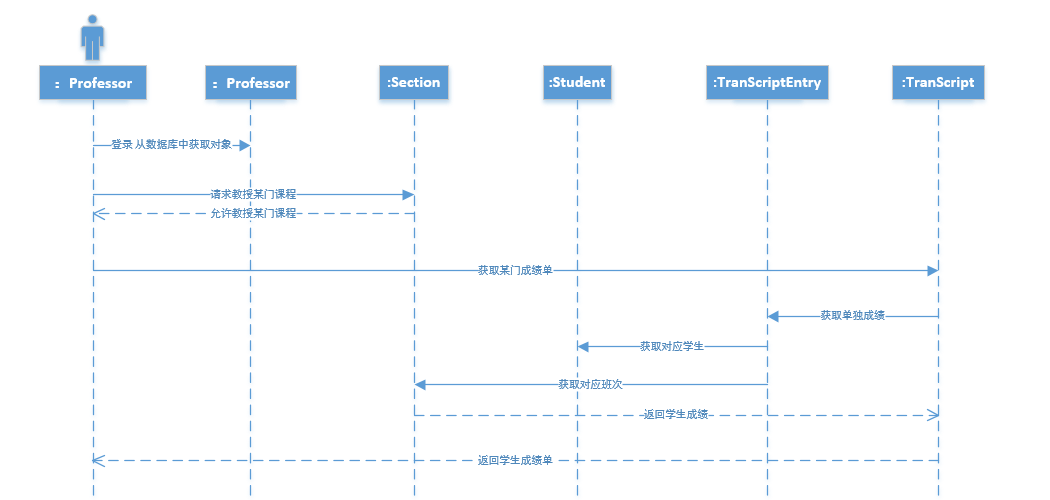 : Professor
: Professor
:Section
:Student
:TranScriptEntry
:TranScript
登录 从数据库中获取对象
请求教授某门课程
允许教授某门课程
获取某门成绩单
获取单独成绩
获取对应学生
获取对应班次
返回学生成绩
返回学生成绩单